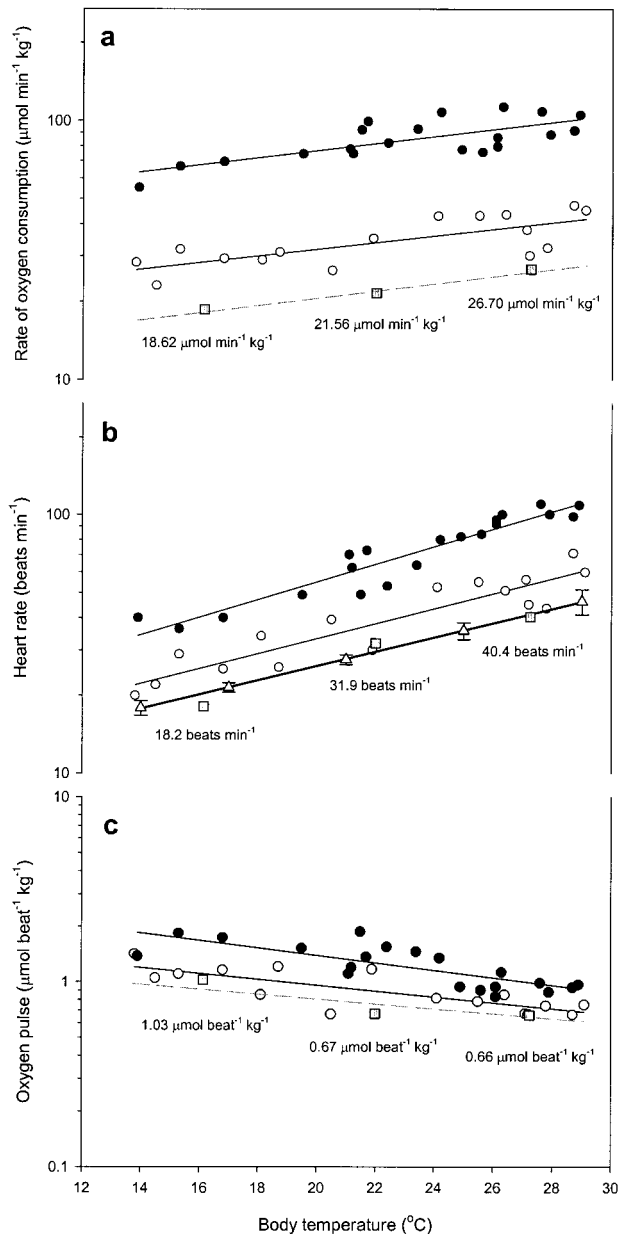 a
Rate of oxygen consumption (μmol min⁻¹ kg⁻¹)
100
10
18.62 μmol min⁻¹ kg⁻¹
21.56 μmol min⁻¹ kg⁻¹
26.70 μmol min⁻¹ kg⁻¹
b
Heart rate (beats min⁻¹)
100
10
18.2 beats min⁻¹
31.9 beats min⁻¹
40.4 beats min⁻¹
c
Oxygen pulse (μmol beat⁻¹ kg⁻¹)
10
1
0.1
1.03 μmol beat⁻¹ kg⁻¹
0.67 μmol beat⁻¹ kg⁻¹
0.66 μmol beat⁻¹ kg⁻¹
12 14 16 18 20 22 24 26 28 30
Body temperature (°C)